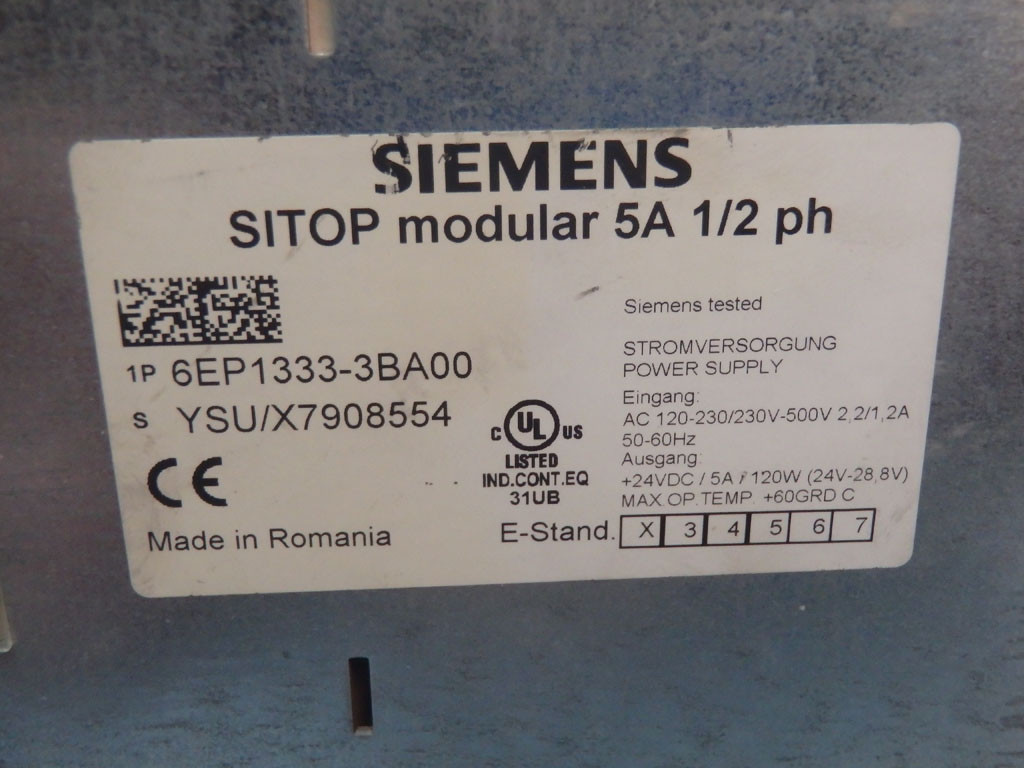 SIEMENS
SITOP modular 5A 1/2 ph
1P 6EP1333-3BA00
S YSU/X7908554
CE
Made in Romania
C UL US
LISTED
IND.CONT.EQ
31UB
Siemens tested
STROMVERSORGUNG
POWER SUPPLY
Eingang:
AC 120-230/230V-500V 2,2/1,2A
50-60Hz
Ausgang:
+24VDC / 5A / 120W (24V-28,8V)
MAX.OP.TEMP. +60GRD C
E-Stand. X 3 4 5 6 7